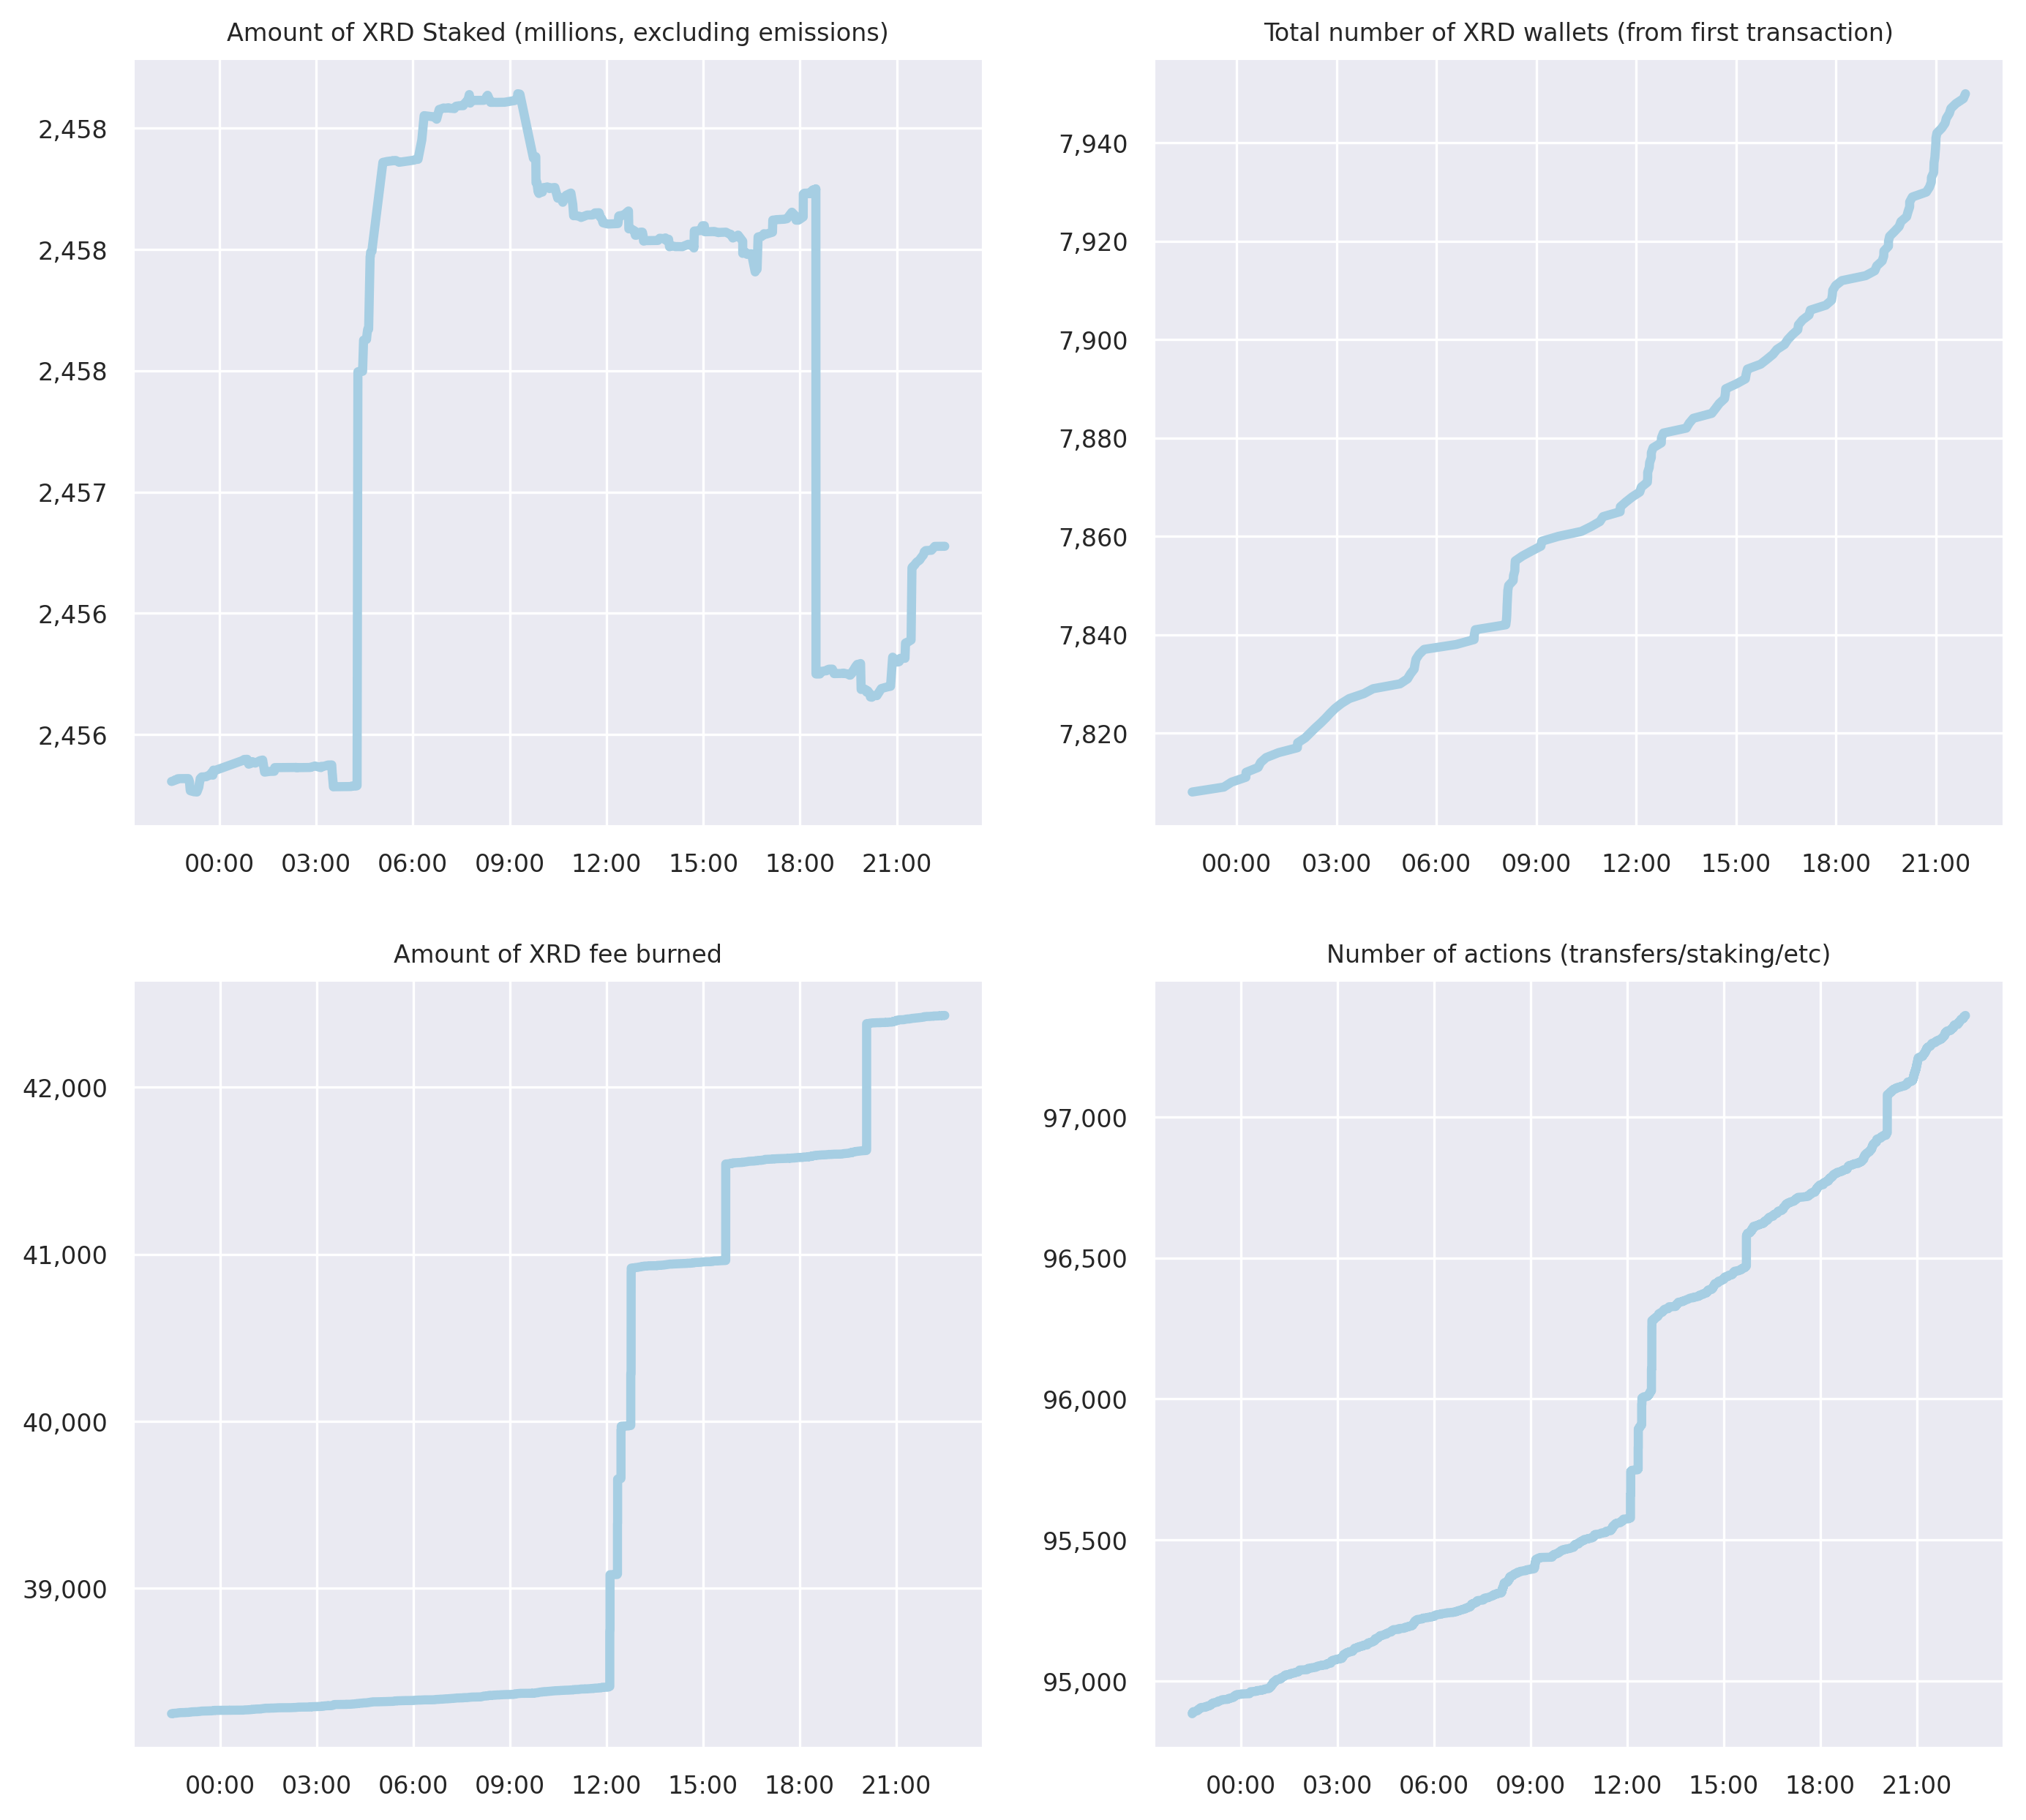 Amount of XRD Staked (millions, excluding emissions)
2,458
2,458
2,458
2,457
2,456
2,456
00:00 03:00 06:00 09:00 12:00 15:00 18:00 21:00
Total number of XRD wallets (from first transaction)
7,940
7,920
7,900
7,880
7,860
7,840
7,820
00:00 03:00 06:00 09:00 12:00 15:00 18:00 21:00
Amount of XRD fee burned
42,000
41,000
40,000
39,000
00:00 03:00 06:00 09:00 12:00 15:00 18:00 21:00
Number of actions (transfers/staking/etc)
97,000
96,500
96,000
95,500
95,000
00:00 03:00 06:00 09:00 12:00 15:00 18:00 21:00